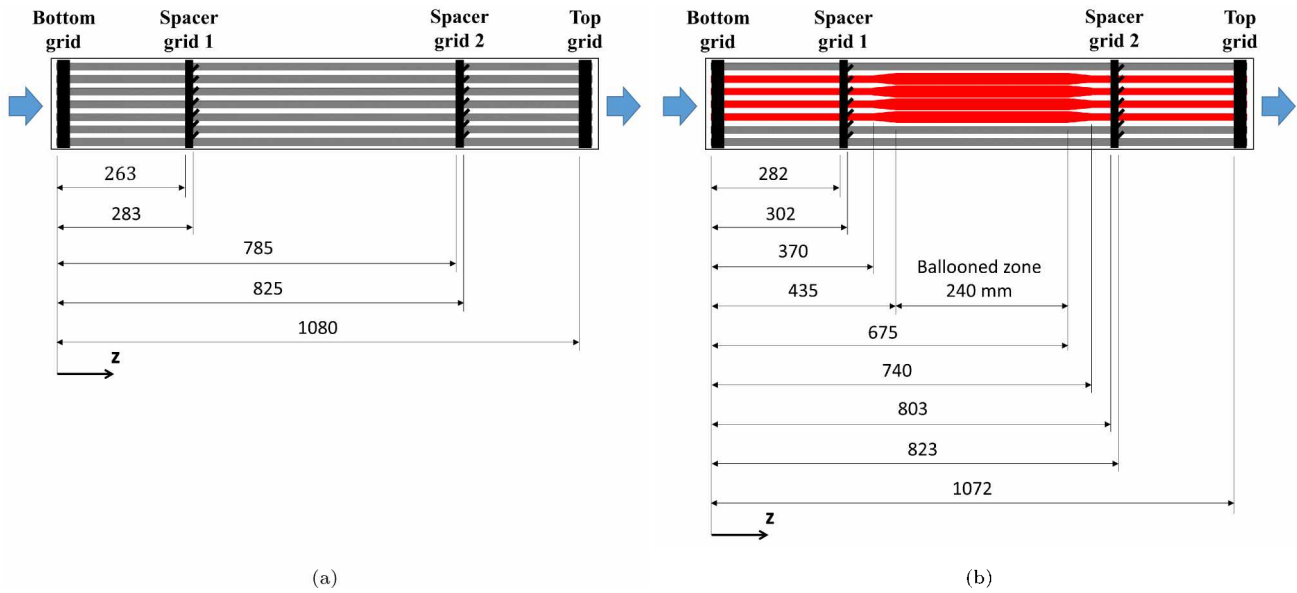 Bottom grid
Spacer grid 1
Spacer grid 2
Top grid
263
283
785
825
1080
z
(a)
Bottom grid
Spacer grid 1
Spacer grid 2
Top grid
282
302
370
Ballooned zone
240 mm
435
675
740
803
823
1072
z
(b)